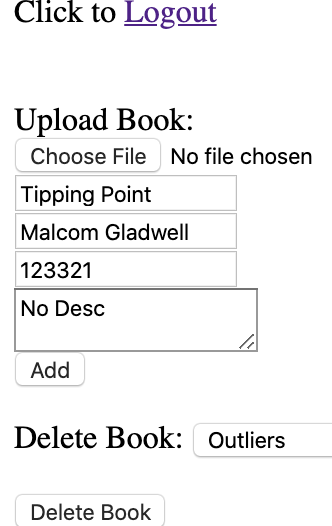 Click to Logout
Upload Book:
Choose File No file chosen
Tipping Point
Malcom Gladwell
123321
No Desc
Add
Delete Book: Outliers
Delete Book